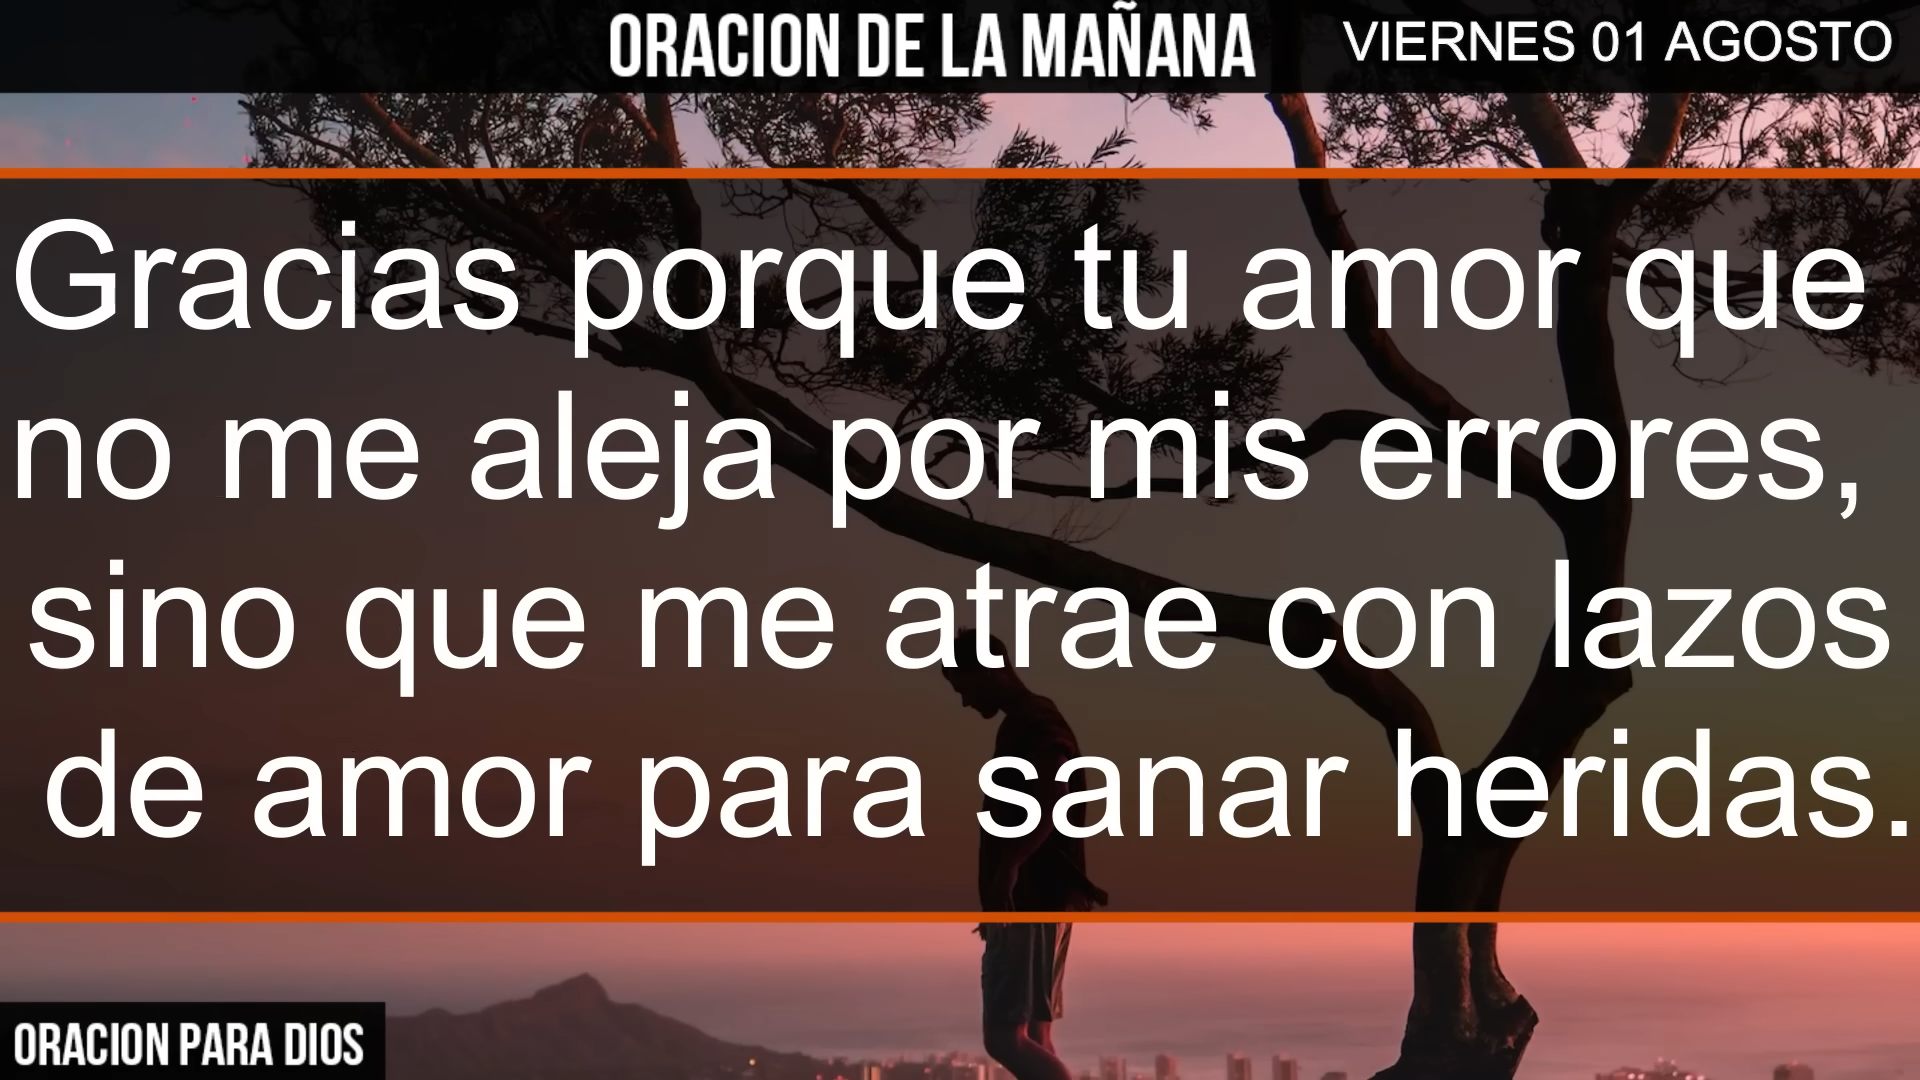 ORACION DE LA MAÑANA
VIERNES 01 AGOSTO
Gracias porque tu amor que
no me aleja por mis errores,
sino que me atrae con lazos
de amor para sanar heridas.
ORACION PARA DIOS